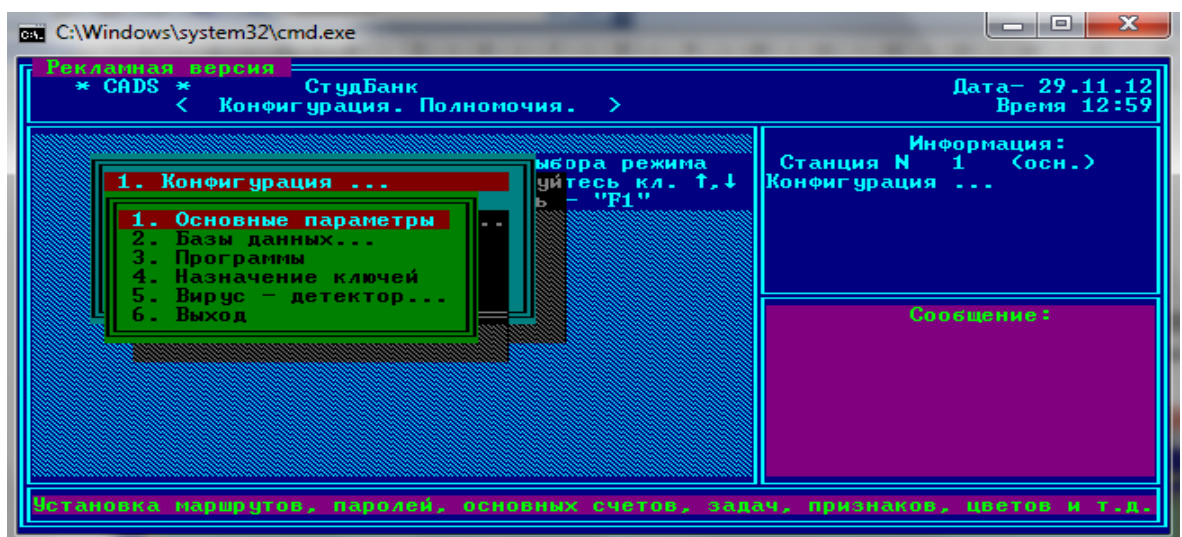 C:\Windows\system32\cmd.exe
Рекламная версия
* CADS * СтудБанк Дата- 29.11.12
< Конфигурация. Полномочия. > Время 12:59
Информация:
Станция N 1 (осн.)
Конфигурация ...
ыбора режима
уйтесь кл. ↑,↓
ь - "F1"
1. Конфигурация ...
1. Основные параметры
2. Базы данных...
3. Программы
4. Назначение ключей
5. Вирус - детектор...
6. Выход
Сообщение:
Установка маршрутов, паролей, основных счетов, задач, признаков, цветов и т.д.